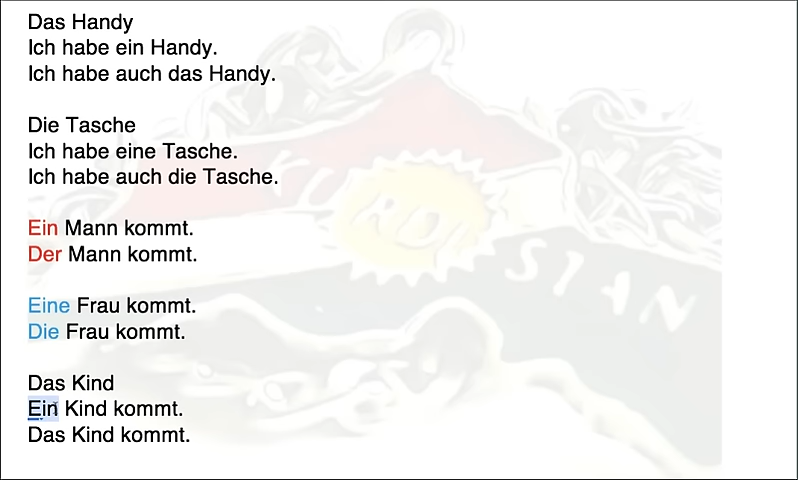 Das Handy
Ich habe ein Handy.
Ich habe auch das Handy.
Die Tasche
Ich habe eine Tasche.
Ich habe auch die Tasche.
Ein Mann kommt.
Der Mann kommt.
Eine Frau kommt.
Die Frau kommt.
Das Kind
Ein Kind kommt.
Das Kind kommt.
KURDISTAN